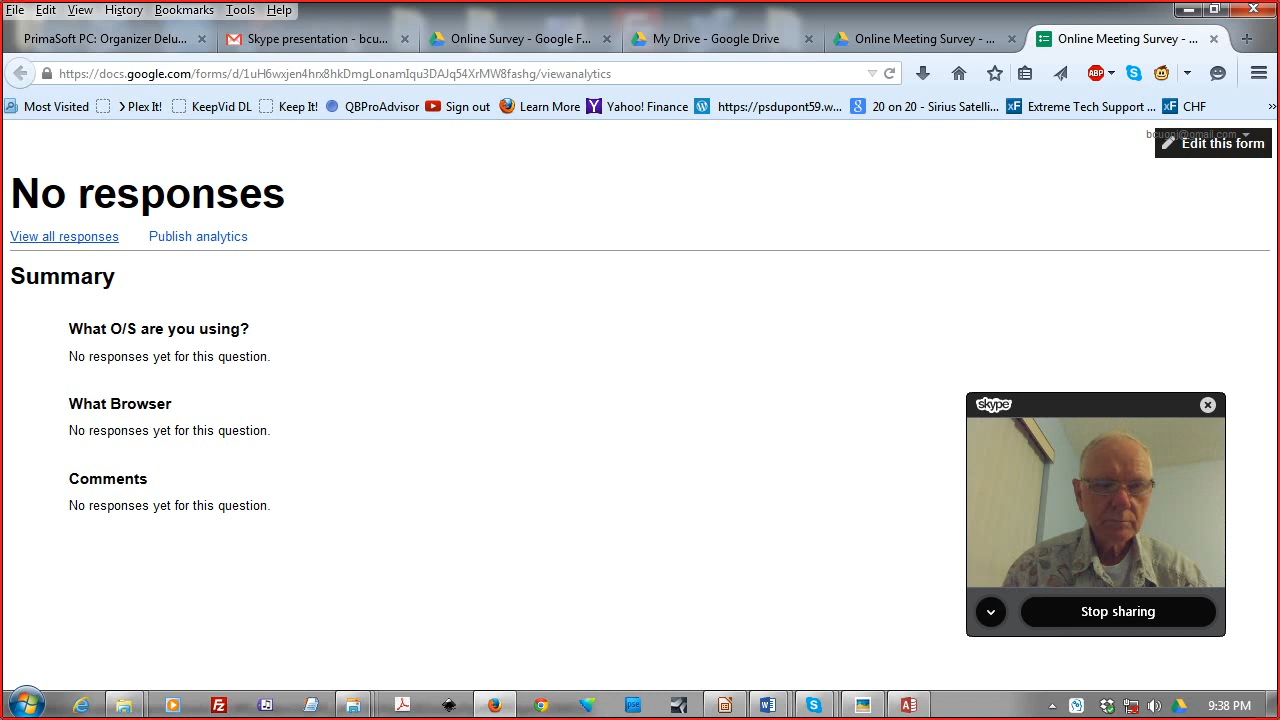 File Edit View History Bookmarks Tools Help
PrimaSoft PC: Organizer Delu... Skype presentation - bcu... Online Survey - Google F... My Drive - Google Drive Online Meeting Survey - ... Online Meeting Survey - ...
https://docs.google.com/forms/d/1uH6wxjen4hrx8hkDmgLonamIqu3DAJq54XrMW8fashg/viewanalytics
ABP
Most Visited Plex It! KeepVid DL Keep It! QBProAdvisor Sign out Learn More Yahoo! Finance https://psdupont59.w... 20 on 20 - Sirius Satelli... Extreme Tech Support ... CHF
Edit this form
No responses
View all responses Publish analytics
Summary
What O/S are you using?
No responses yet for this question.
What Browser
No responses yet for this question.
Comments
No responses yet for this question.
skype
Stop sharing
9:38 PM